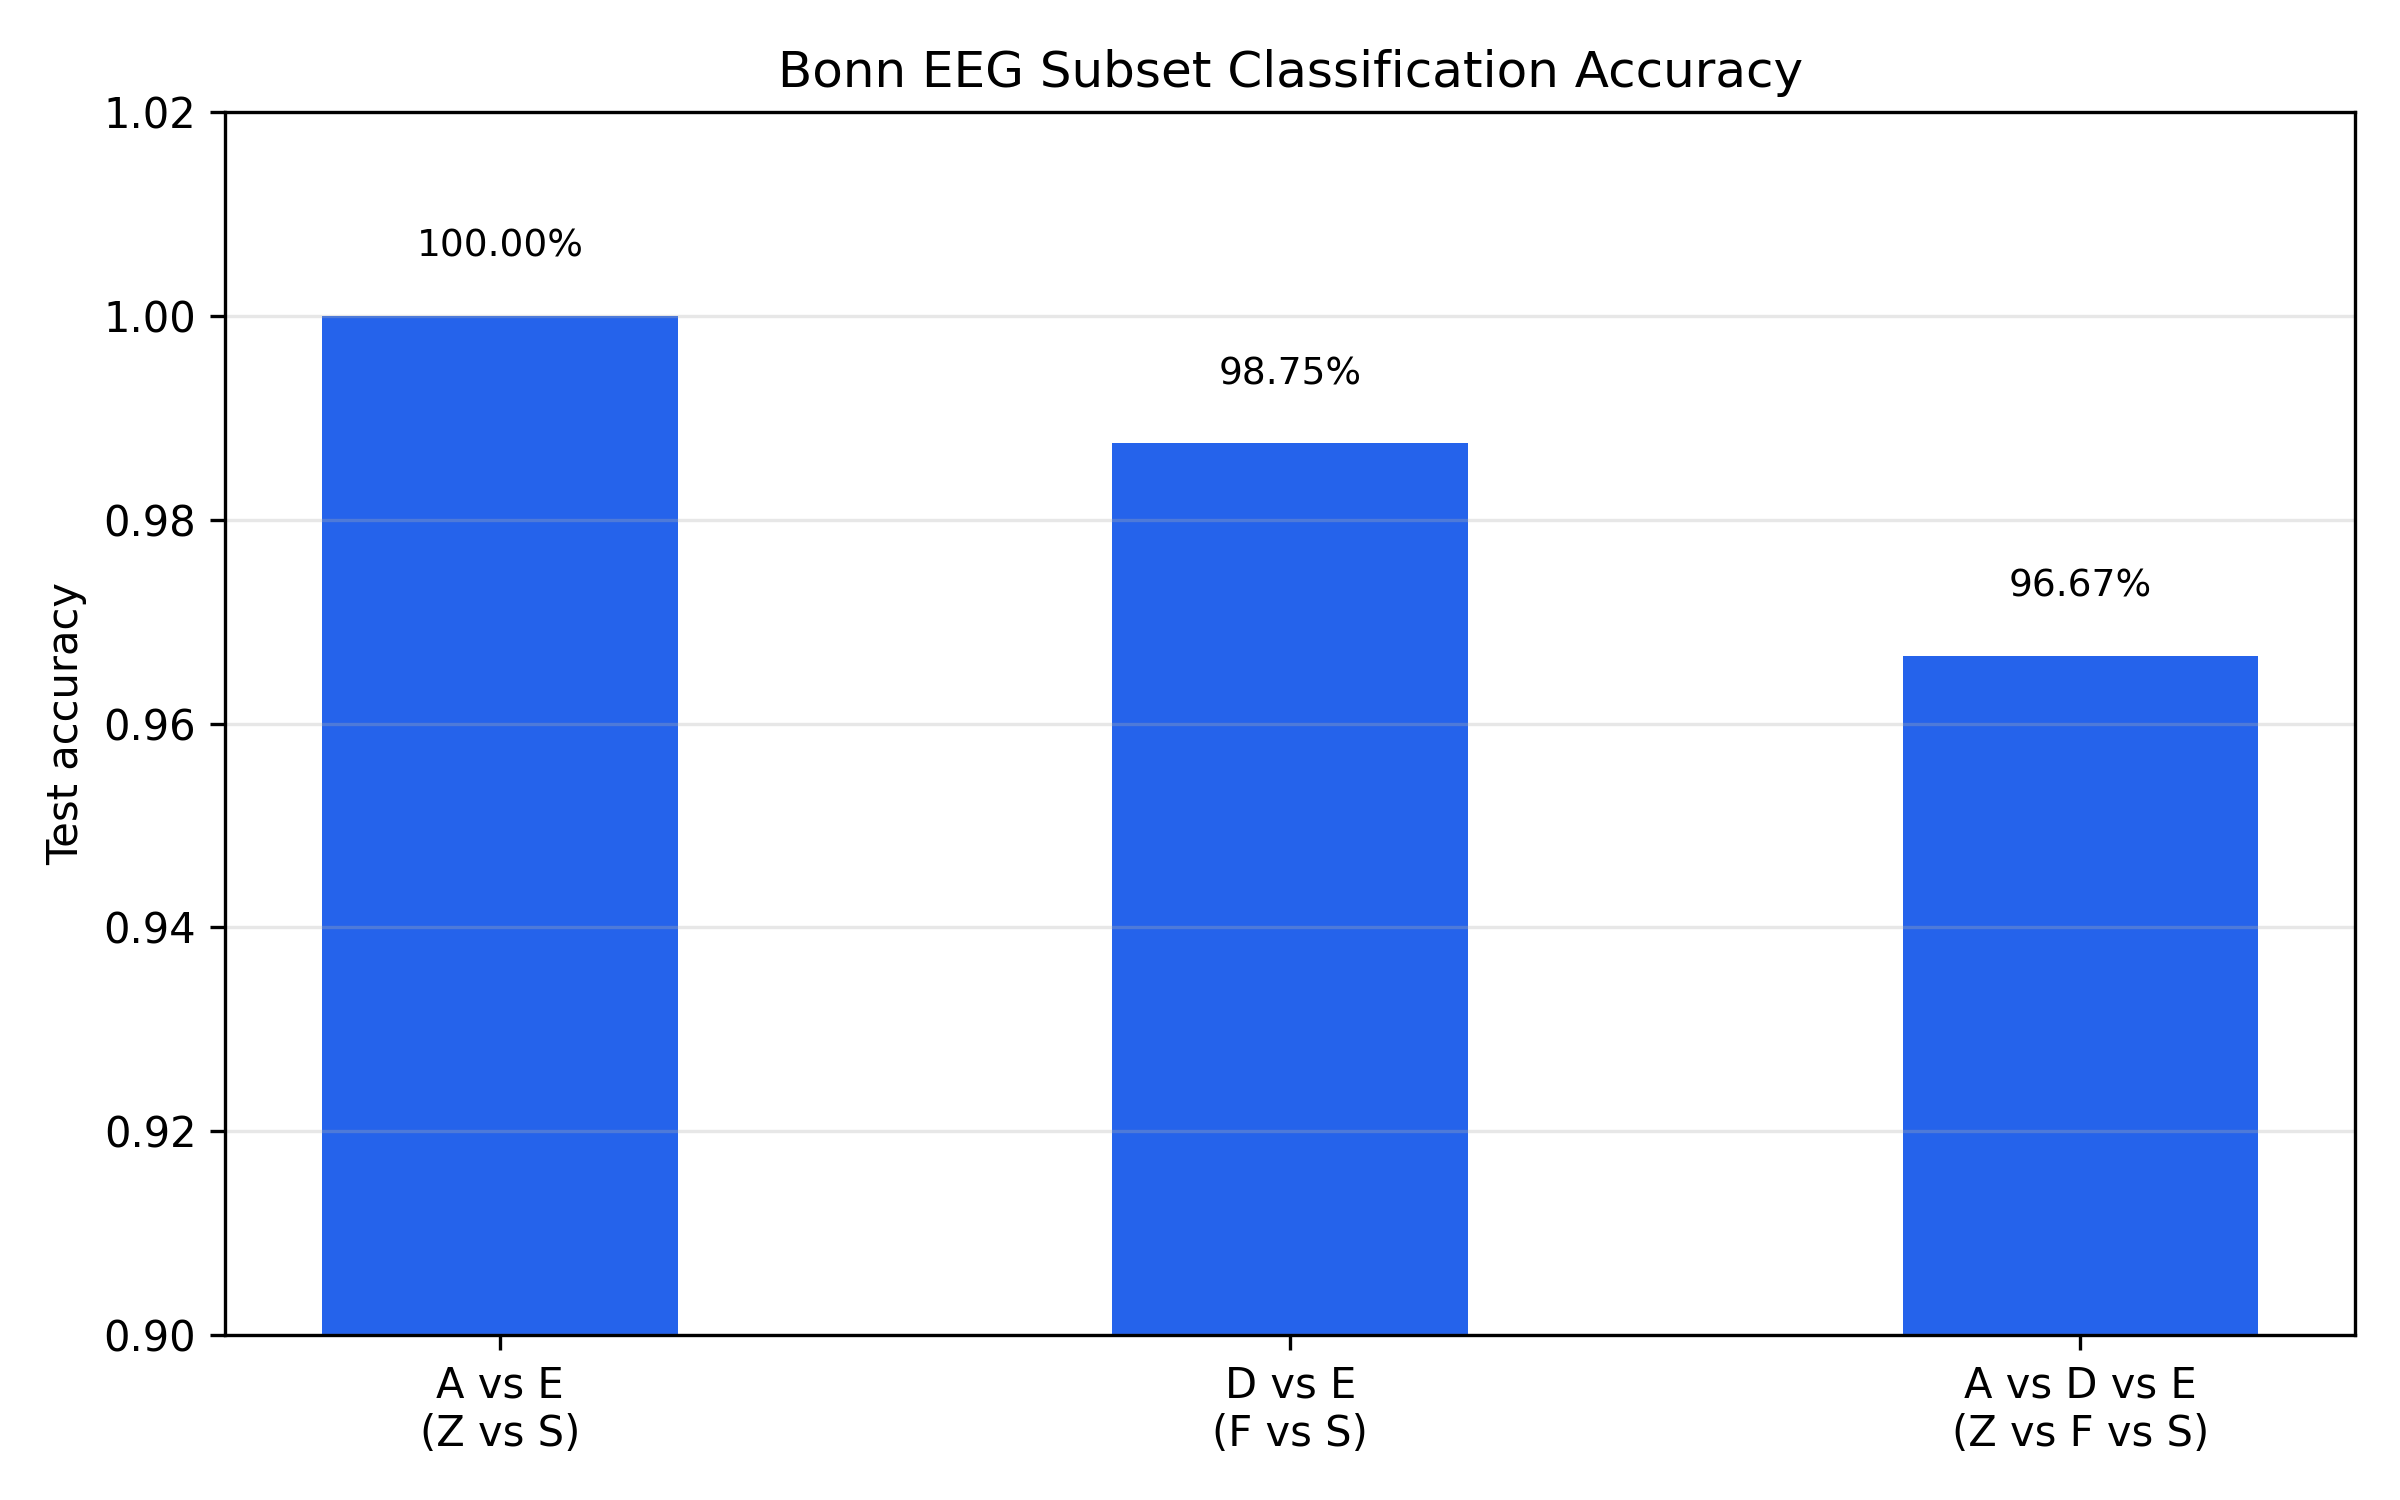 Bonn EEG Subset Classification Accuracy
1.02
1.00
0.98
0.96
0.94
0.92
0.90
Test accuracy
100.00%
98.75%
96.67%
A vs E
(Z vs S)
D vs E
(F vs S)
A vs D vs E
(Z vs F vs S)